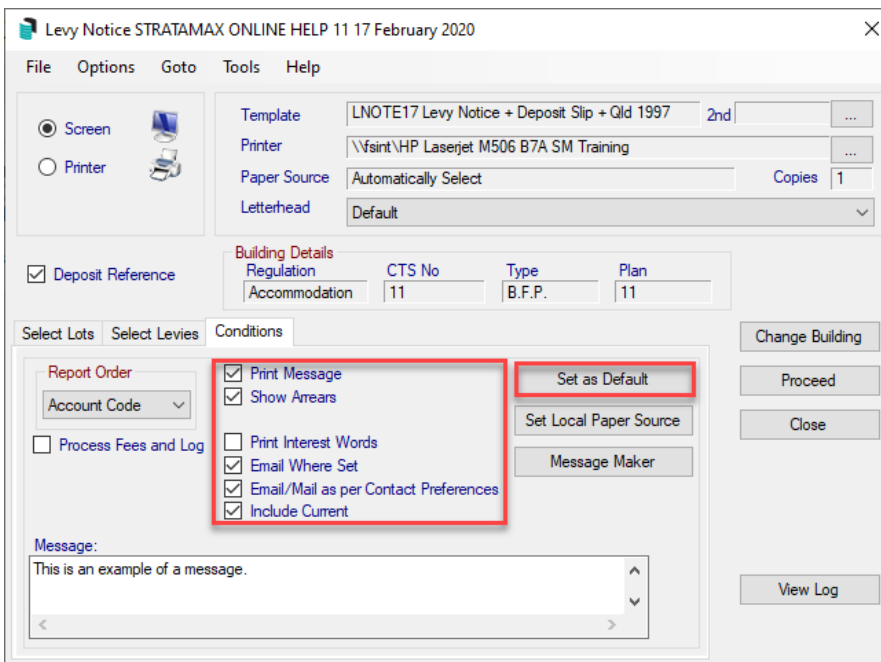 Levy Notice STRATAMAX ONLINE HELP 11 17 February 2020
File Options Goto Tools Help
Screen
Printer
Template LNOTE17 Levy Notice + Deposit Slip + Qld 1997 2nd ...
Printer \\fsint\HP Laserjet M506 B7A SM Training ...
Paper Source Automatically Select Copies 1
Letterhead Default
Deposit Reference
Building Details
Regulation CTS No Type Plan
Accommodation 11 B.F.P. 11
Select Lots Select Levies Conditions
Report Order
Account Code
Process Fees and Log
Print Message
Show Arrears
Print Interest Words
Email Where Set
Email/Mail as per Contact Preferences
Include Current
Set as Default
Set Local Paper Source
Message Maker
Change Building
Proceed
Close
Message:
This is an example of a message.
View Log